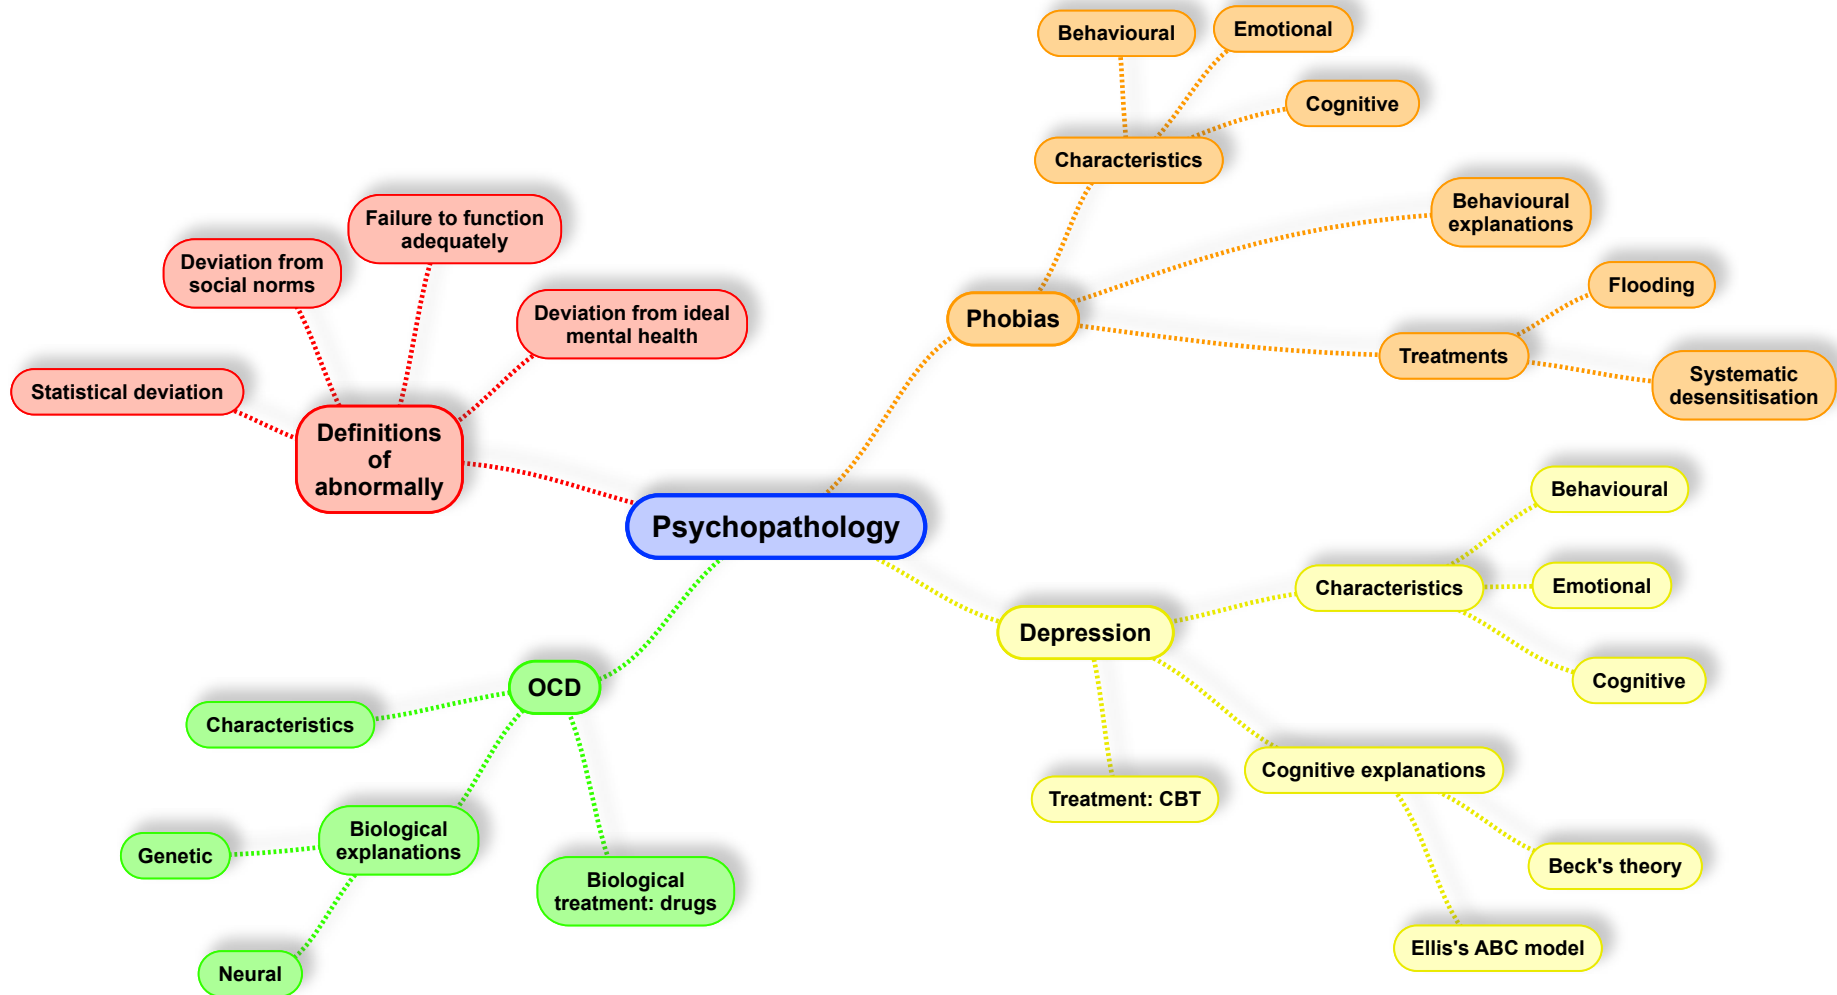 Psychopathology
Definitions
of
abnormally
Statistical deviation
Deviation from
social norms
Failure to function
adequately
Deviation from ideal
mental health
Phobias
Characteristics
Behavioural
Emotional
Cognitive
Behavioural
explanations
Treatments
Flooding
Systematic
desensitisation
Depression
Characteristics
Behavioural
Emotional
Cognitive
Cognitive explanations
Beck's theory
Ellis's ABC model
Treatment: CBT
OCD
Characteristics
Biological
explanations
Genetic
Neural
Biological
treatment: drugs